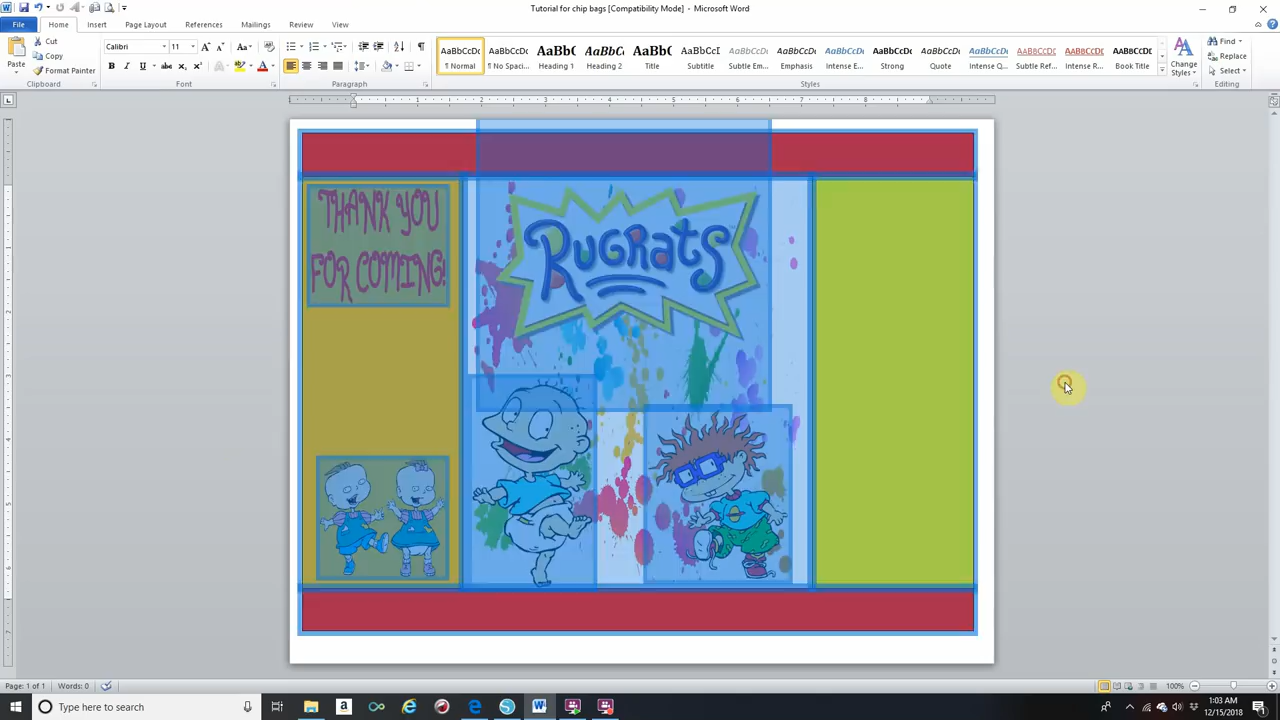 Tutorial for chip bags [Compatibility Mode] - Microsoft Word
File Home Insert Page Layout References Mailings Review View
Cut
Copy
Format Painter
Paste
Calibri 11
AaBbCcDc AaBbCcDc AaBbC AaBbCc AaBbC AaBbCcDc AaBbCcDc AaBbCcDc AaBbCcDc AaBbCcDc AaBbCcDc AaBbCcDc AaBbCcDc AaBbCcDc
¶ Normal ¶ No Spaci... Heading 1 Heading 2 Title Subtitle Subtle Em... Emphasis Intense E... Strong Quote Intense Q... Subtle Ref... Intense R... Book Title
Change
Styles
Find
Replace
Select
Clipboard Font Paragraph Styles Editing
THANK YOU
FOR COMING!
RUGRATS
Page: 1 of 1 Words: 0 100%
Type here to search
1:03 AM
12/15/2018